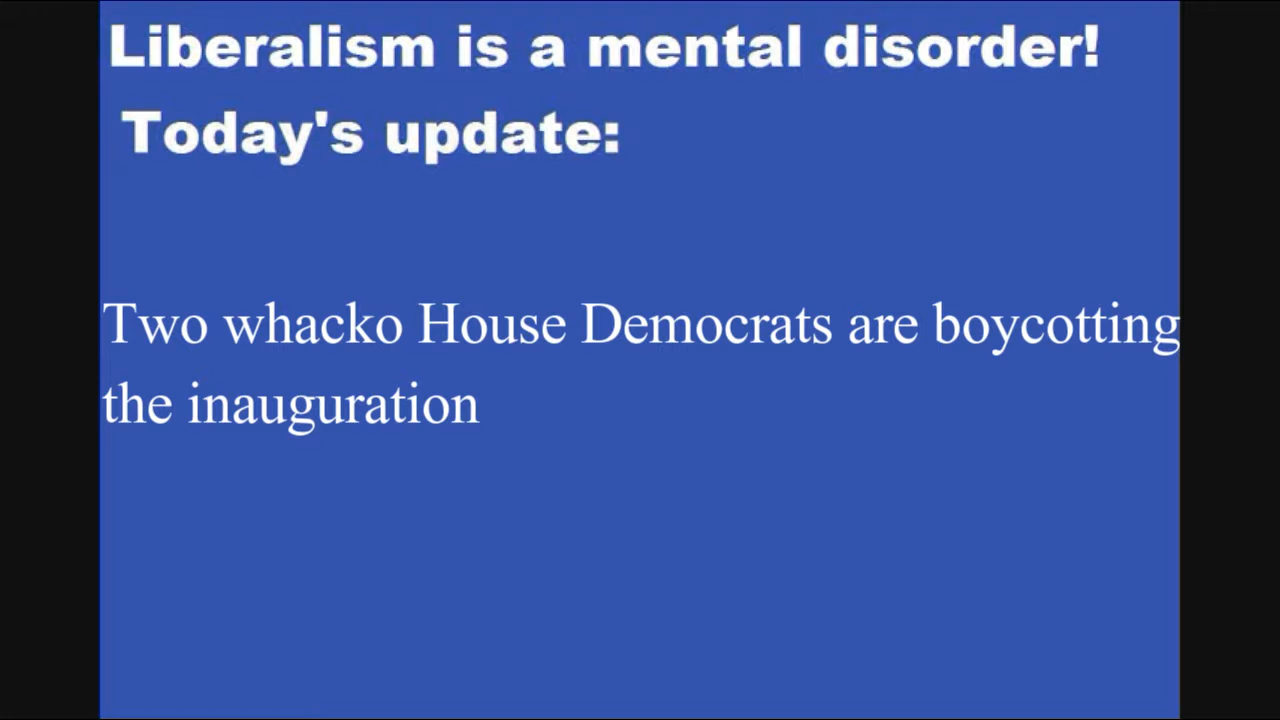 Liberalism is a mental disorder!
Today's update:
Two whacko House Democrats are boycotting
the inauguration